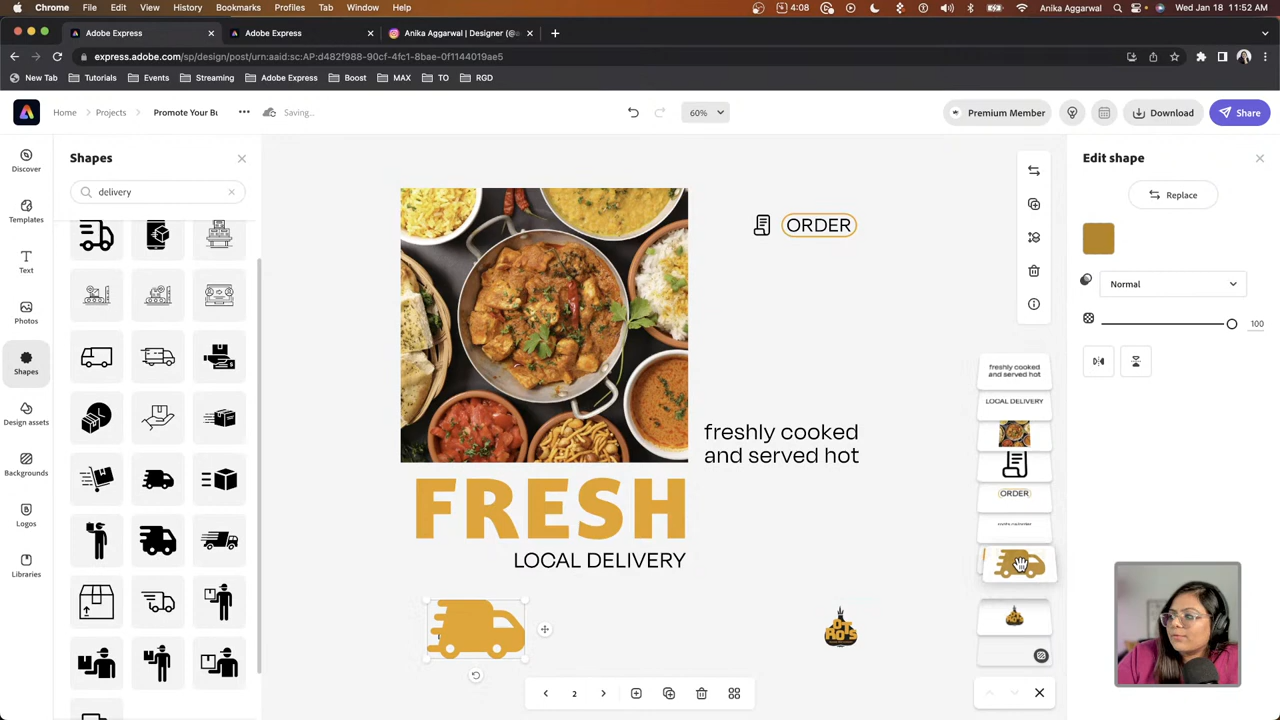 Chrome File Edit View History Bookmarks Profiles Tab Window Help
4:08 Anika Aggarwal Wed Jan 18 11:52 AM
Adobe Express
Adobe Express
Anika Aggarwal | Designer (@
express.adobe.com/sp/design/post/urn:aaid:sc:AP:d482f988-90cf-4fc1-8bae-0f1144019ae5
New Tab Tutorials Events Streaming Adobe Express Boost MAX TO RGD
Home Projects Promote Your Bu ••• Saving... 60% Premium Member Download Share
Discover
Templates
Text
Photos
Shapes
Design assets
Backgrounds
Logos
Libraries
Shapes
delivery
ORDER
freshly cooked
and served hot
FRESH
LOCAL DELIVERY
HOT
RO'S
2
freshly cooked
and served hot
LOCAL DELIVERY
ORDER
Edit shape
Replace
Normal
100